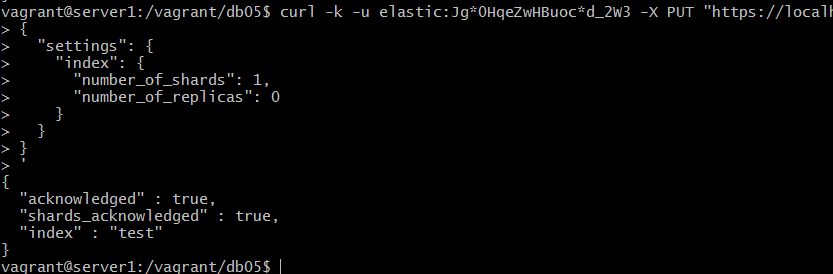 vagrant@server1:/vagrant/db05$ curl -k -u elastic:Jg*OHqeZwHBuoc*d_2W3 -X PUT "https://localh
> {
>   "settings": {
>     "index": {
>       "number_of_shards": 1,
>       "number_of_replicas": 0
>     }
>   }
> }
> '
{
  "acknowledged" : true,
  "shards_acknowledged" : true,
  "index" : "test"
}
vagrant@server1:/vagrant/db05$